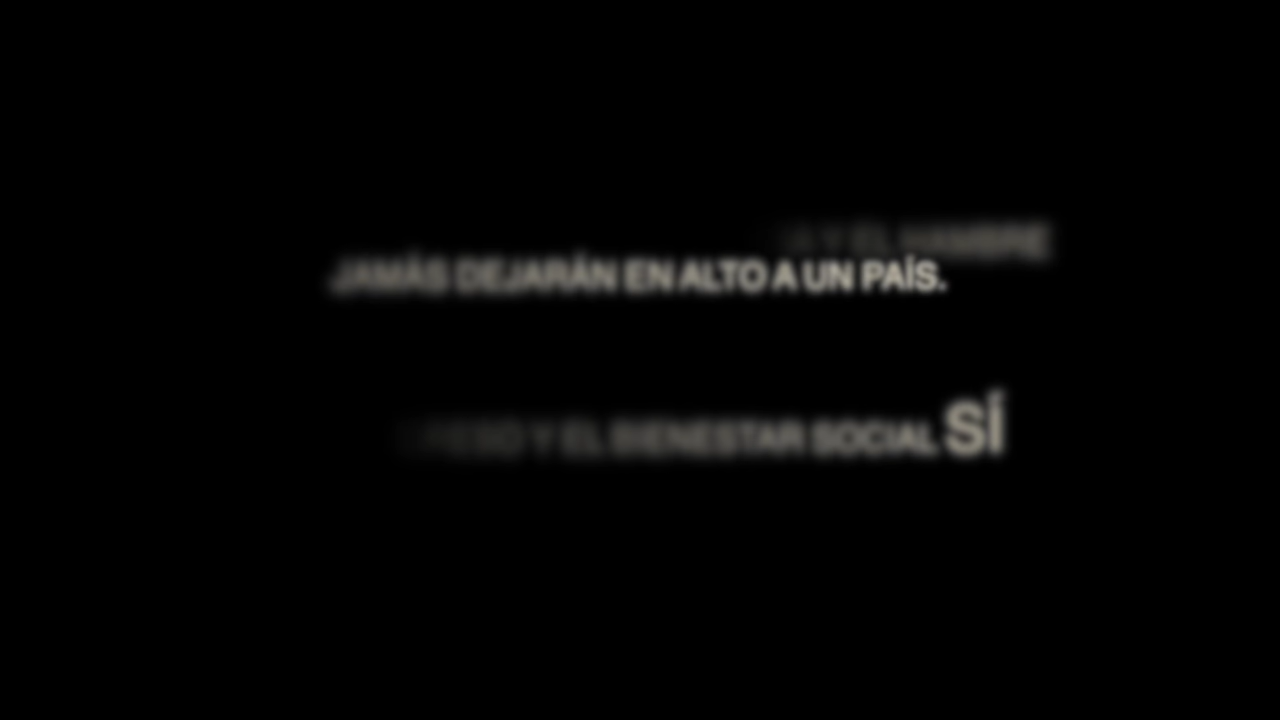 Y EL HAMBRE
JAMÁS DEJARÁN EN ALTO A UN PAÍS.
Y EL BIENESTAR SOCIAL SÍ